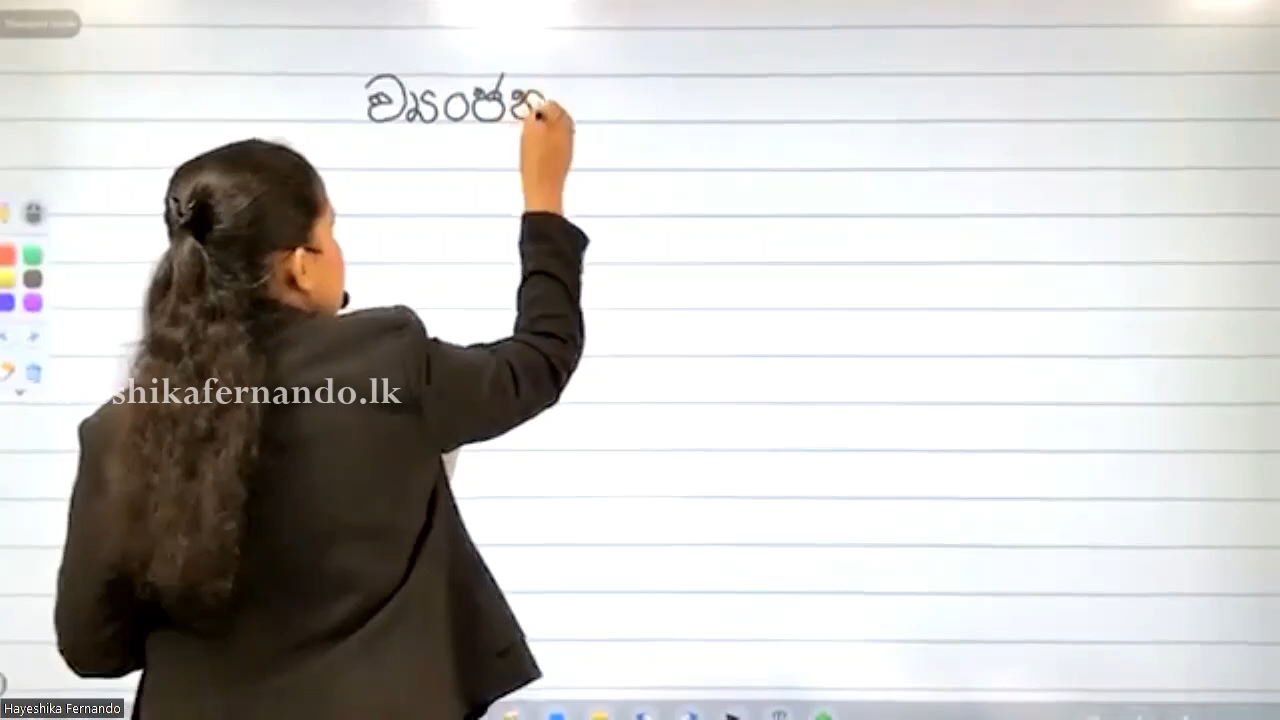 ව්‍යංජන
shikafernando.lk
Hayeshika Fernando